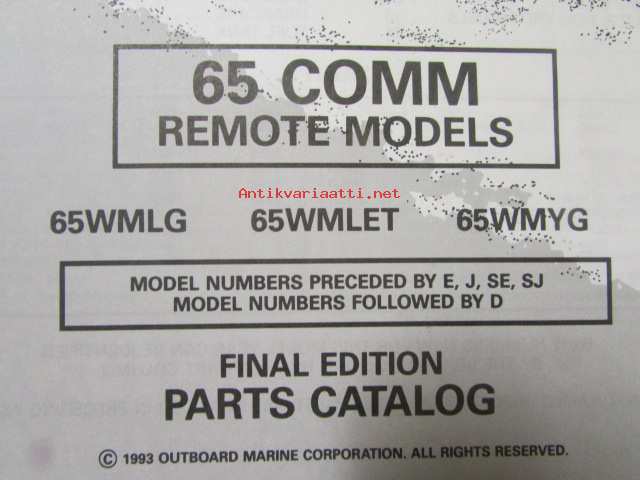 65 COMM
REMOTE MODELS
Antikvariaatti.net
65WMLG 65WMLET 65WMYG
MODEL NUMBERS PRECEDED BY E, J, SE, SJ
MODEL NUMBERS FOLLOWED BY D
FINAL EDITION
PARTS CATALOG
© 1993 OUTBOARD MARINE CORPORATION. ALL RIGHTS RESERVED.